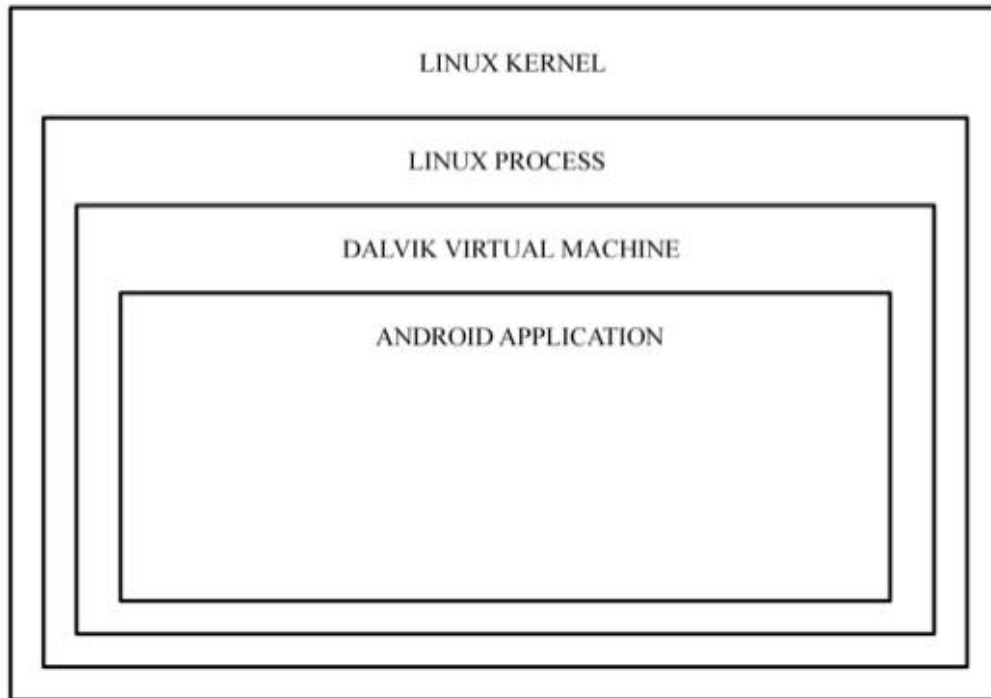 LINUX KERNEL
LINUX PROCESS
DALVIK VIRTUAL MACHINE
ANDROID APPLICATION